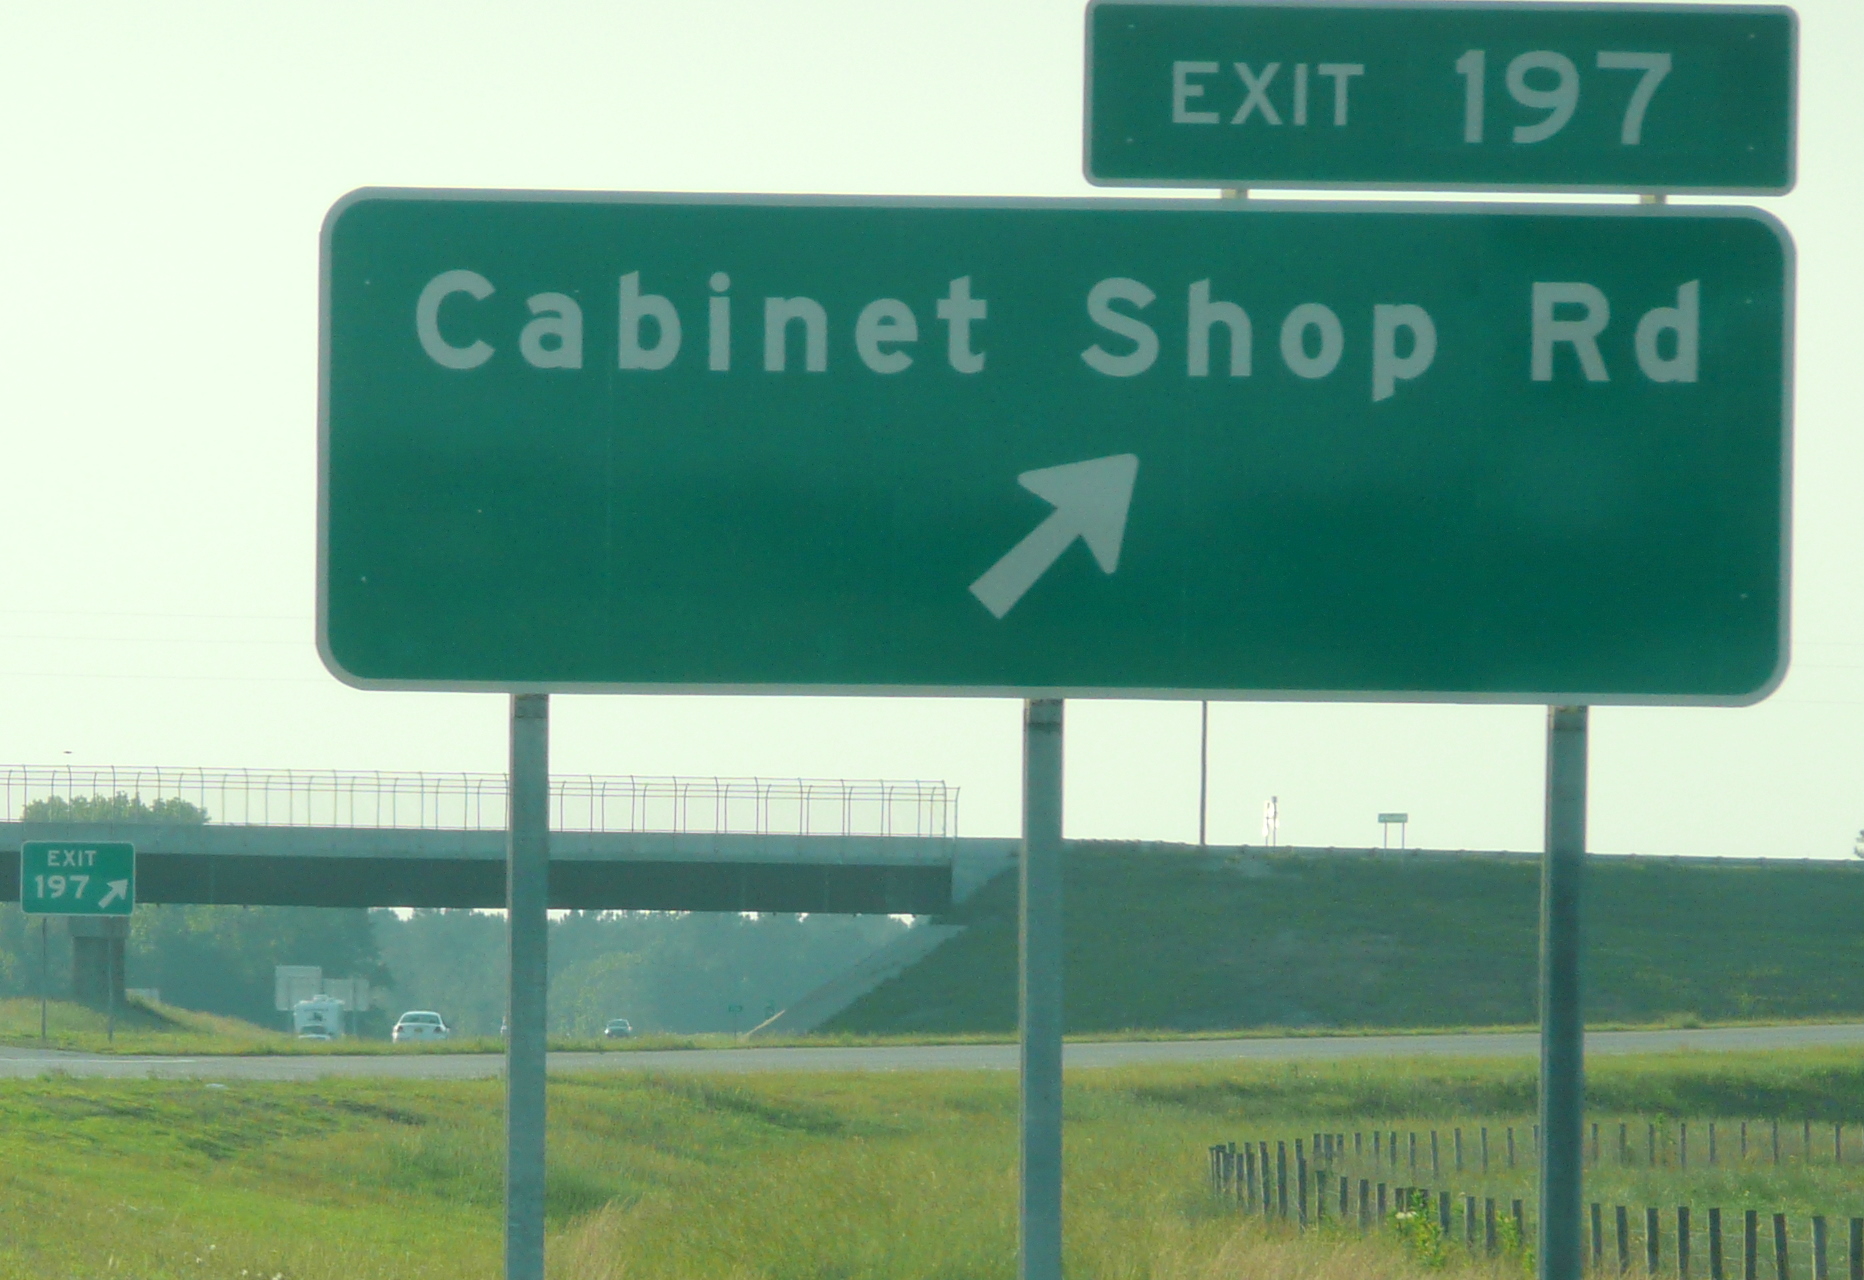 EXIT 197
Cabinet Shop Rd
EXIT
197